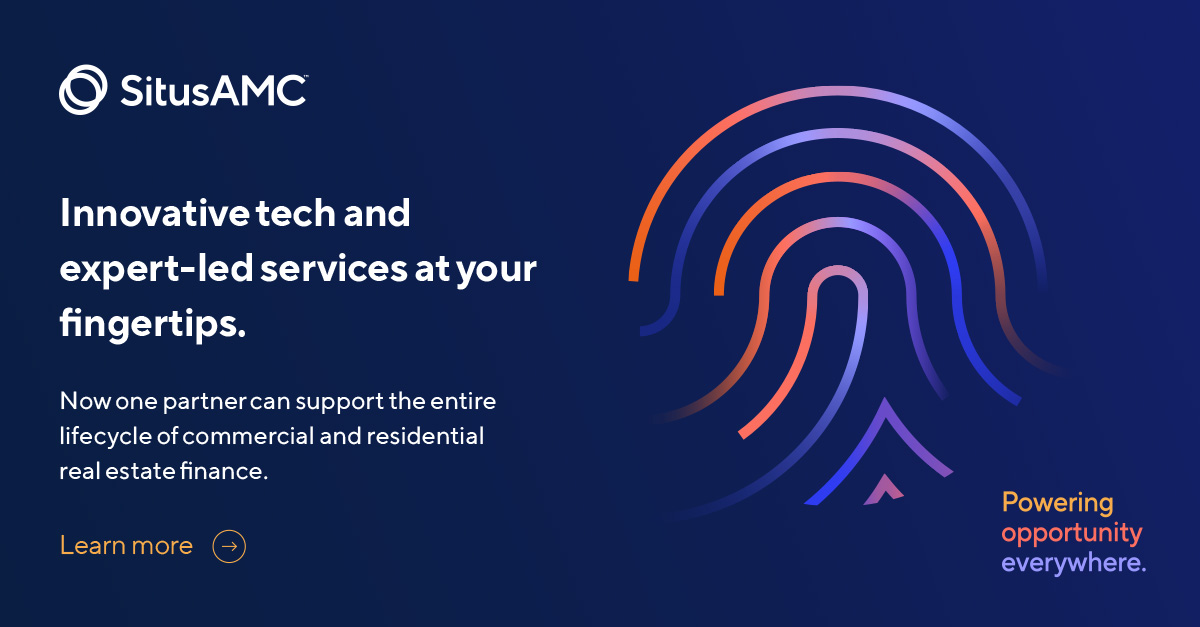 SitusAMC™
Innovative tech and
expert-led services at your
fingertips.
Now one partner can support the entire
lifecycle of commercial and residential
real estate finance.
Learn more
Powering
opportunity
everywhere.